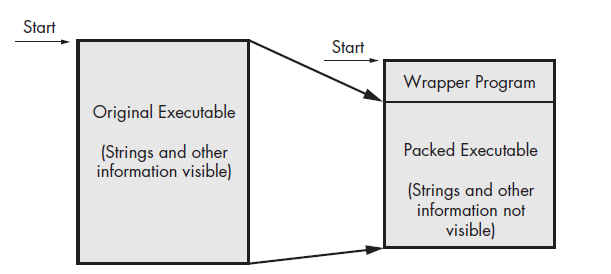 Start
Original Executable
(Strings and other
information visible)
Start
Wrapper Program
Packed Executable
(Strings and other
information not
visible)